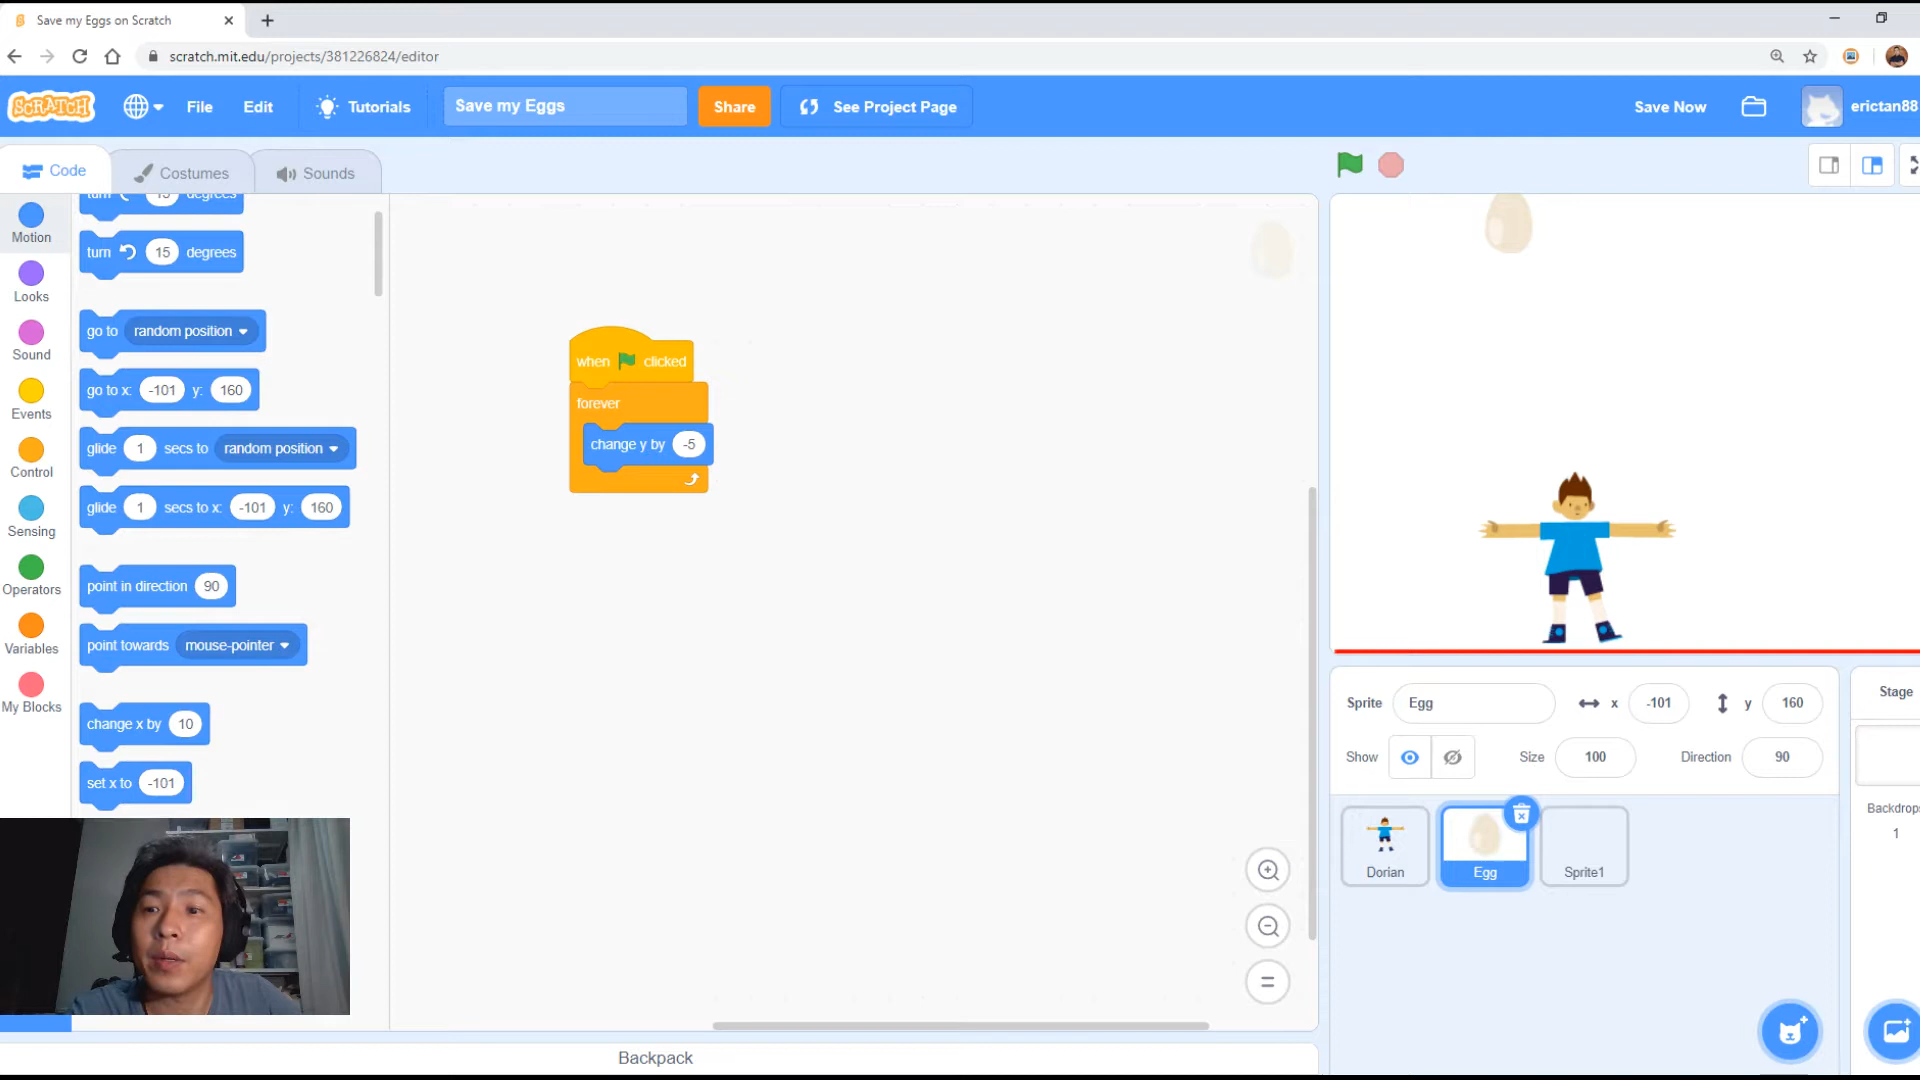 Save my Eggs on Scratch
scratch.mit.edu/projects/381226824/editor
SCRATCH
File
Edit
Tutorials
Save my Eggs
Share
See Project Page
Save Now
erictan88
Code
Costumes
Sounds
Motion
Looks
Sound
Events
Control
Sensing
Operators
Variables
My Blocks
turn 15 degrees
turn 15 degrees
go to random position
go to x: -101 y: 160
glide 1 secs to random position
glide 1 secs to x: -101 y: 160
point in direction 90
point towards mouse-pointer
change x by 10
set x to -101
when clicked
forever
change y by -5
Sprite Egg x -101 y 160
Show Size 100 Direction 90
Dorian
Egg
Sprite1
Stage
Backdrops
1
Backpack